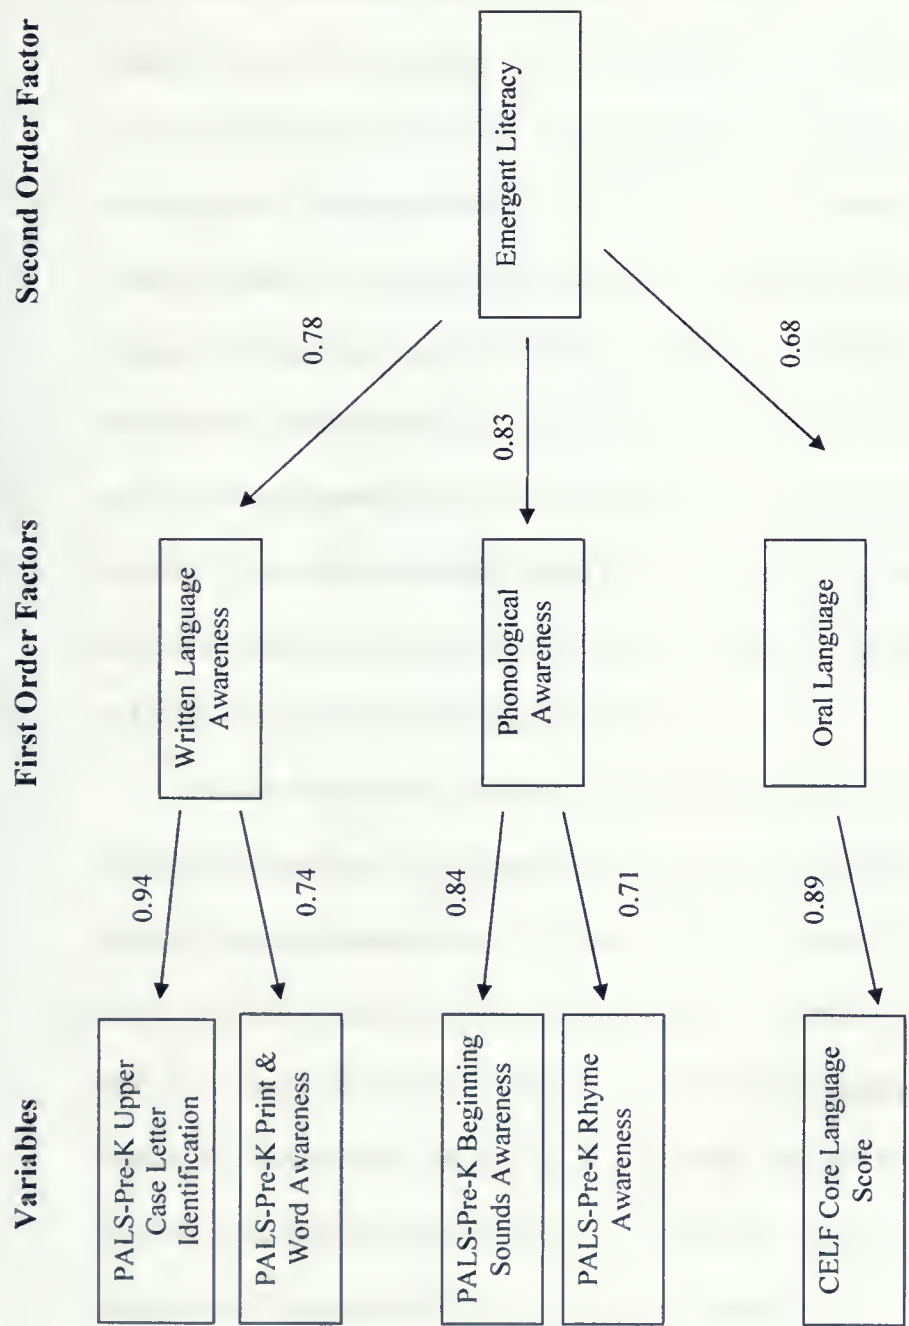 Variables
First Order Factors
Second Order Factor
PALS-Pre-K Upper
Case Letter
Identification
0.94
Written Language
Awareness
0.78
PALS-Pre-K Print &
Word Awareness
0.74
PALS-Pre-K Beginning
Sounds Awareness
0.84
Phonological
Awareness
0.83
Emergent Literacy
PALS-Pre-K Rhyme
Awareness
0.71
CELF Core Language
Score
0.89
Oral Language
0.68